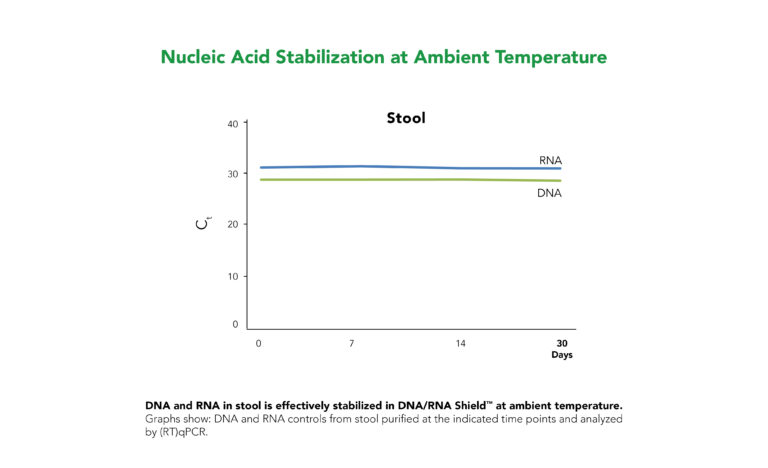 Nucleic Acid Stabilization at Ambient Temperature
Stool
40
30
20
10
0
Ct
RNA
DNA
0 7 14 30
Days
DNA and RNA in stool is effectively stabilized in DNA/RNA Shield™ at ambient temperature.
Graphs show: DNA and RNA controls from stool purified at the indicated time points and analyzed
by (RT)qPCR.